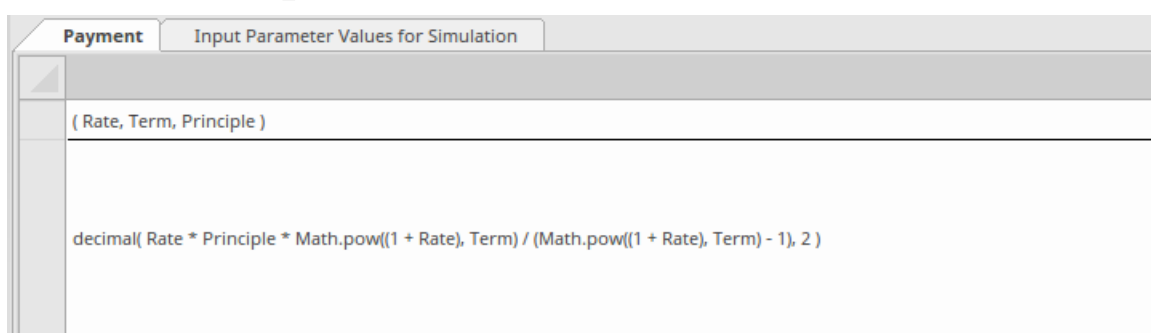 Payment
Input Parameter Values for Simulation
( Rate, Term, Principle )
decimal( Rate * Principle * Math.pow((1 + Rate), Term) / (Math.pow((1 + Rate), Term) - 1), 2 )